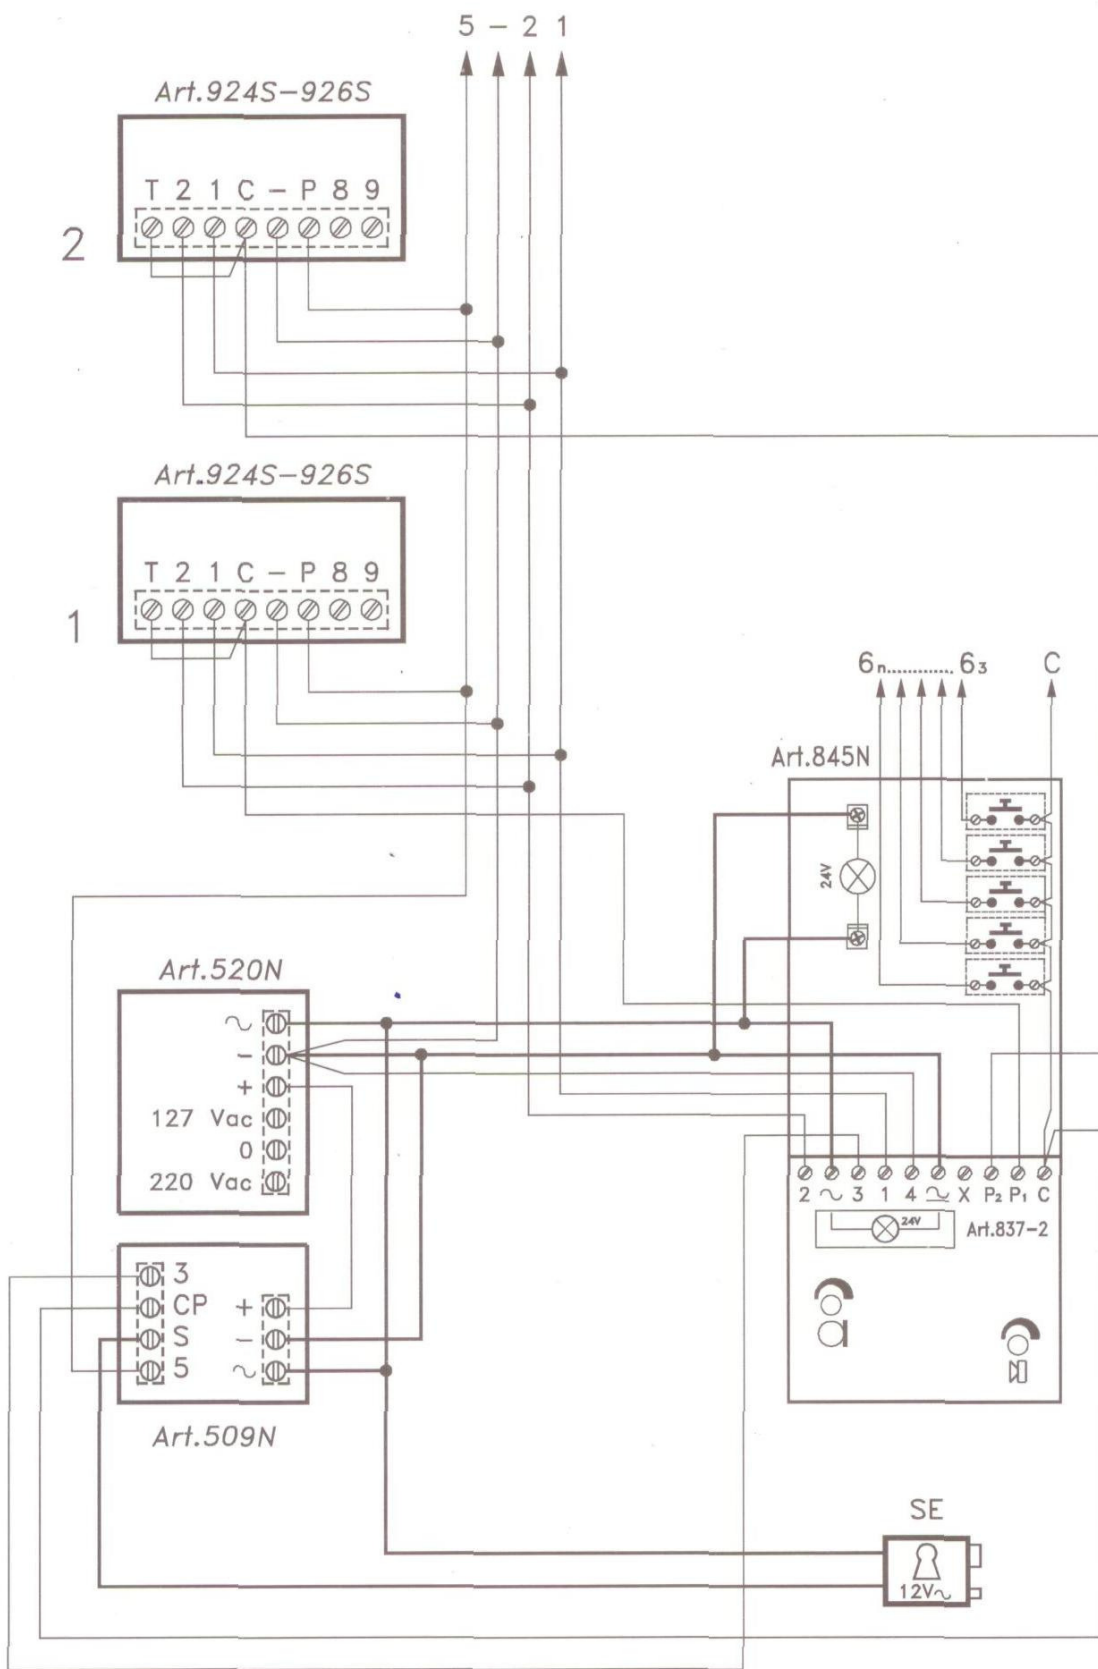 5 – 2 1
Art.924S–926S
T 2 1 C – P 8 9
2
Art.924S–926S
T 2 1 C – P 8 9
1
6n............. 63 C
Art.845N
24V
Art.520N
~
–
+
127 Vac
0
220 Vac
2 ~ 3 1 4 ≂ X P2 P1 C
24V
Art.837-2
3
CP +
S –
5 ~
Art.509N
SE
12V~